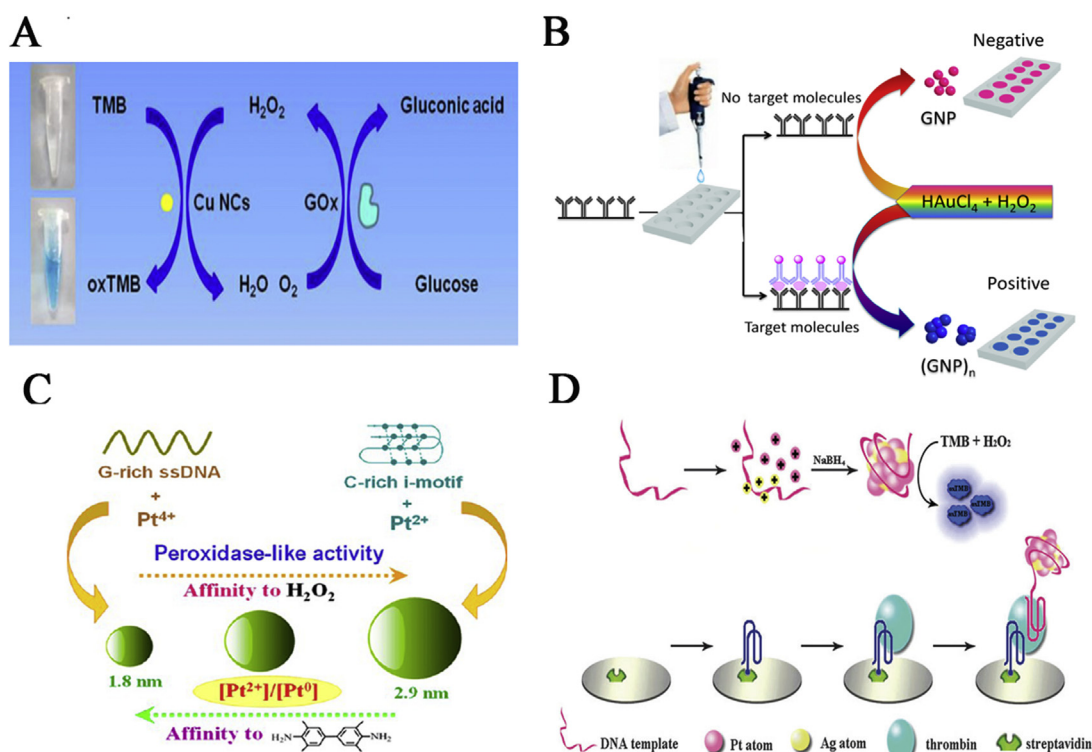 A
TMB
H2O2
Gluconic acid
Cu NCs
GOx
oxTMB
H2O O2
Glucose
B
Negative
No target molecules
GNP
HAuCl4 + H2O2
Positive
Target molecules
(GNP)n
C
G-rich ssDNA
+
Pt4+
C-rich i-motif
+
Pt2+
Peroxidase-like activity
Affinity to H2O2
1.8 nm
[Pt2+]/[Pt0]
2.9 nm
Affinity to H2N NH2
D
NaBH4
TMB + H2O2
DNA template
Pt atom
Ag atom
thrombin
streptavidin